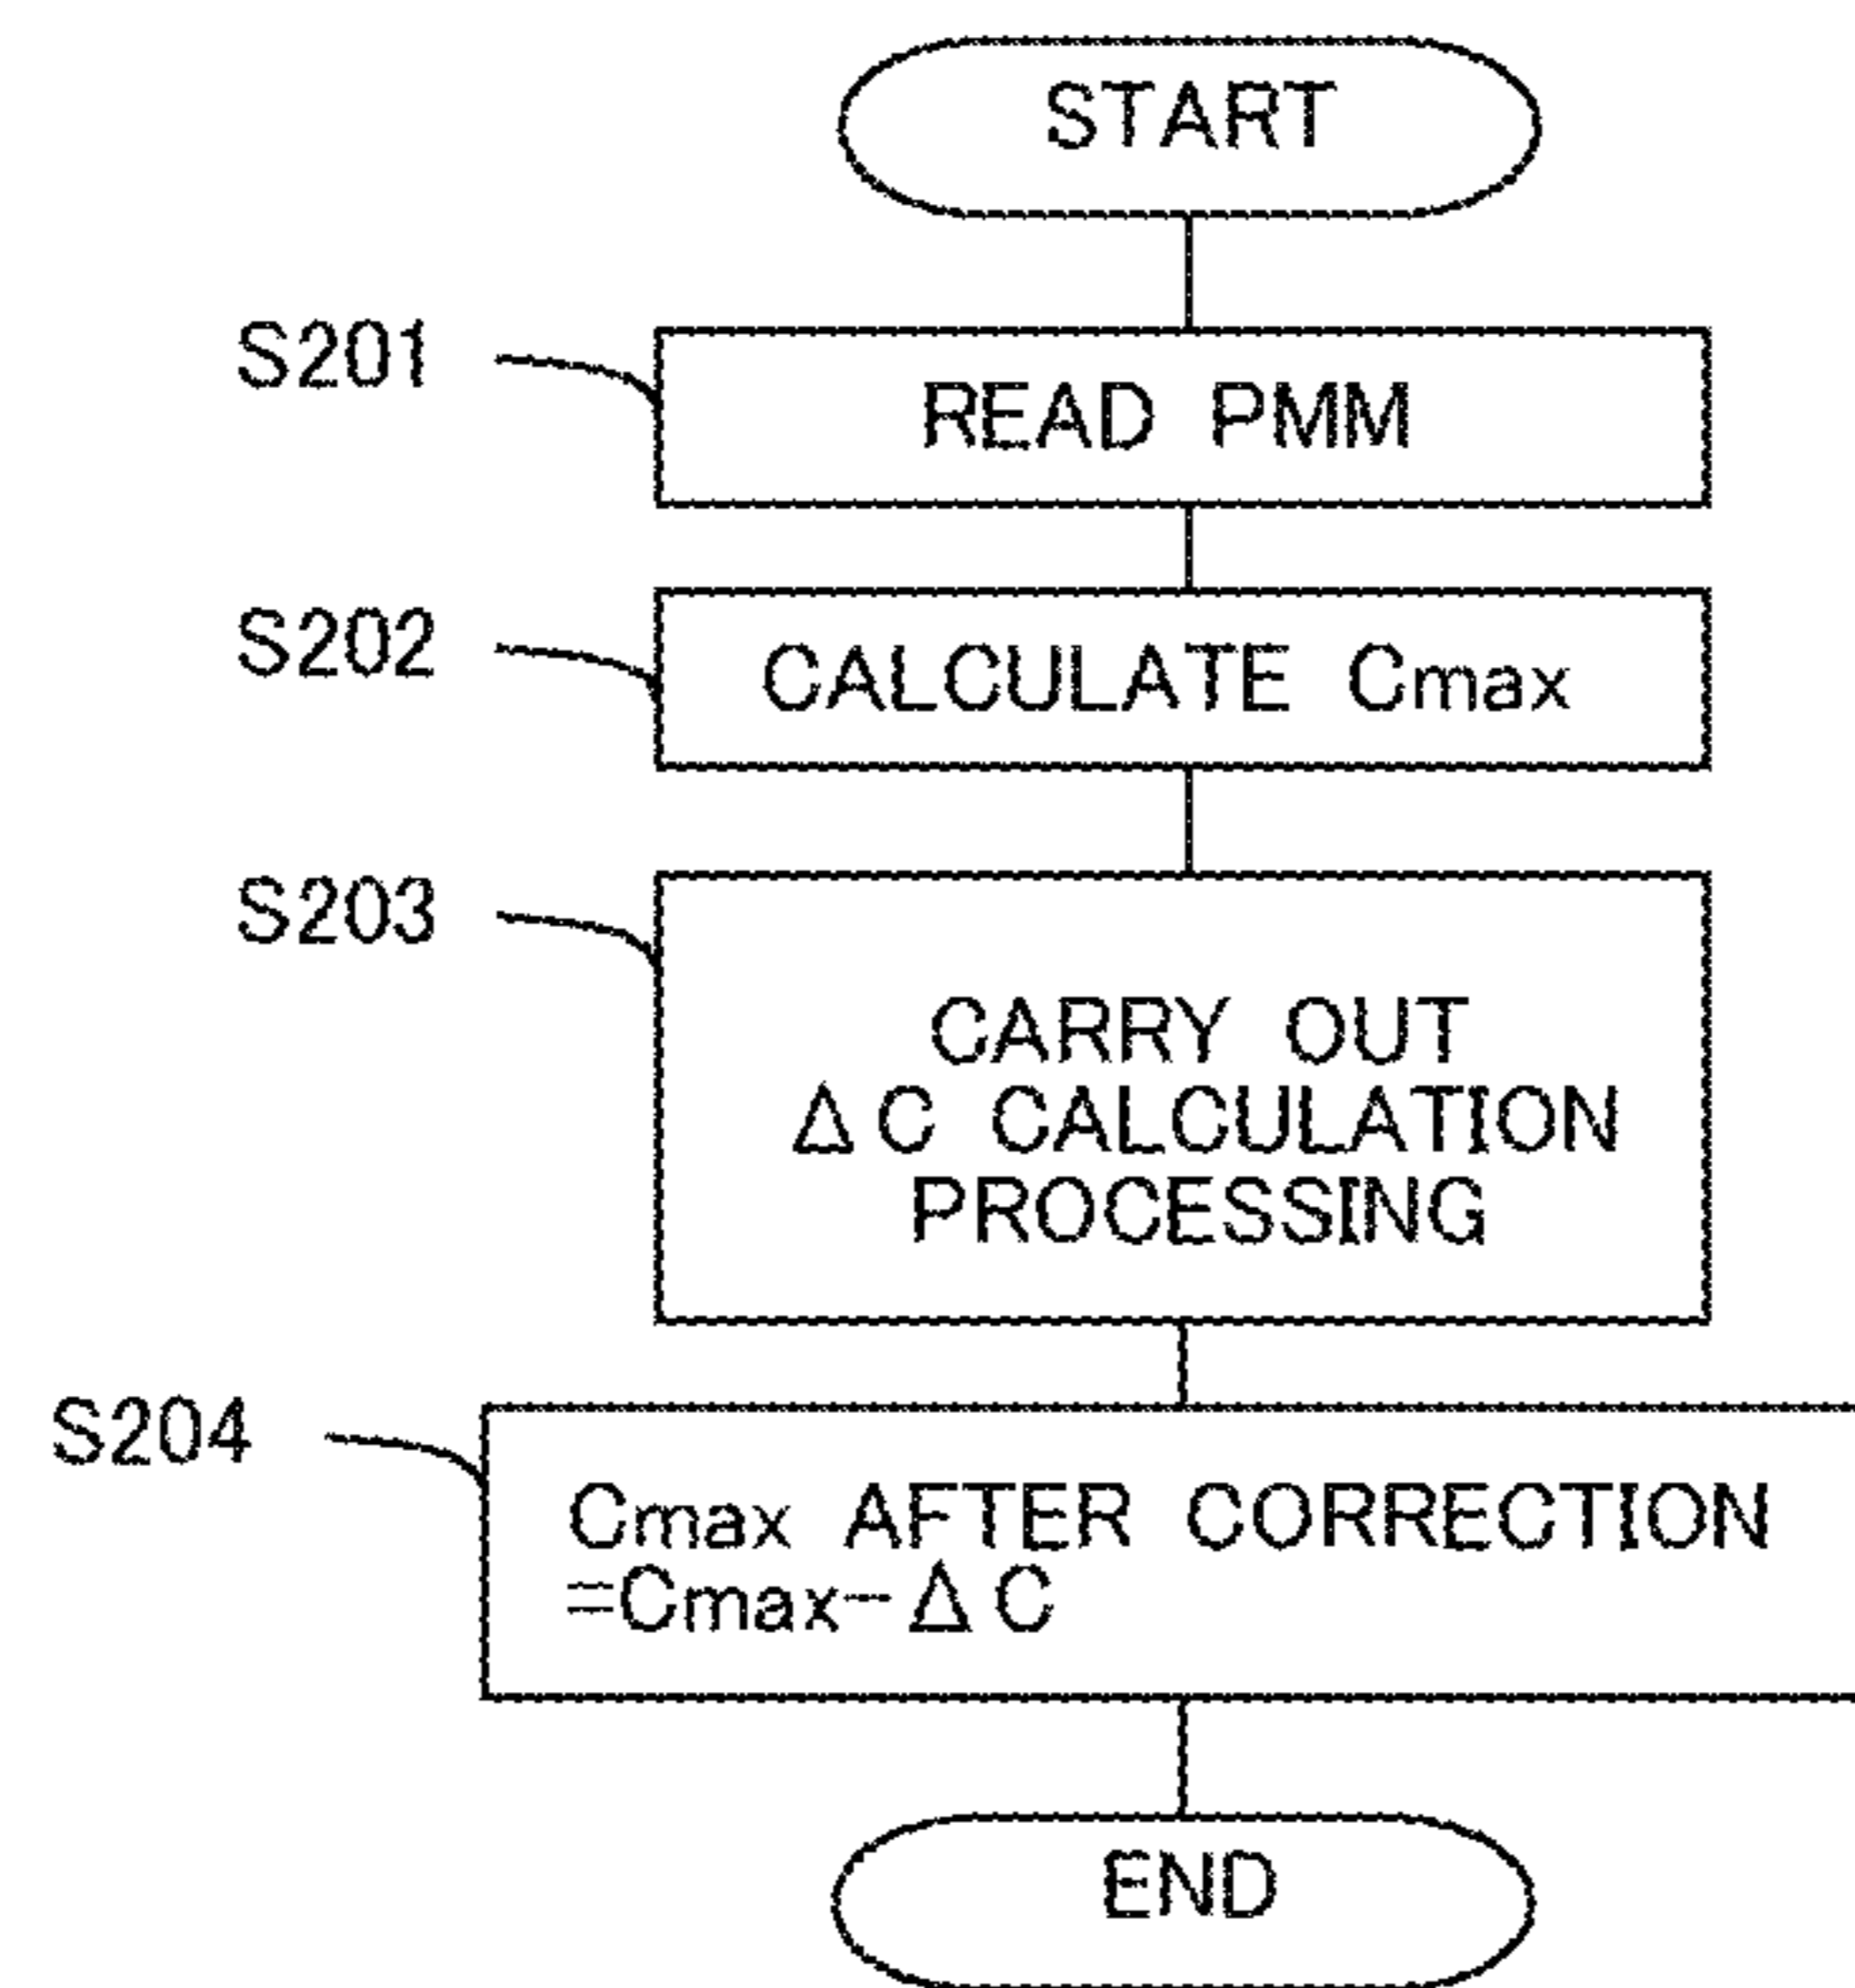 START
S201
READ PMM
S202
CALCULATE Cmax
S203
CARRY OUT
ΔC CALCULATION
PROCESSING
S204
Cmax AFTER CORRECTION
=Cmax-ΔC
END